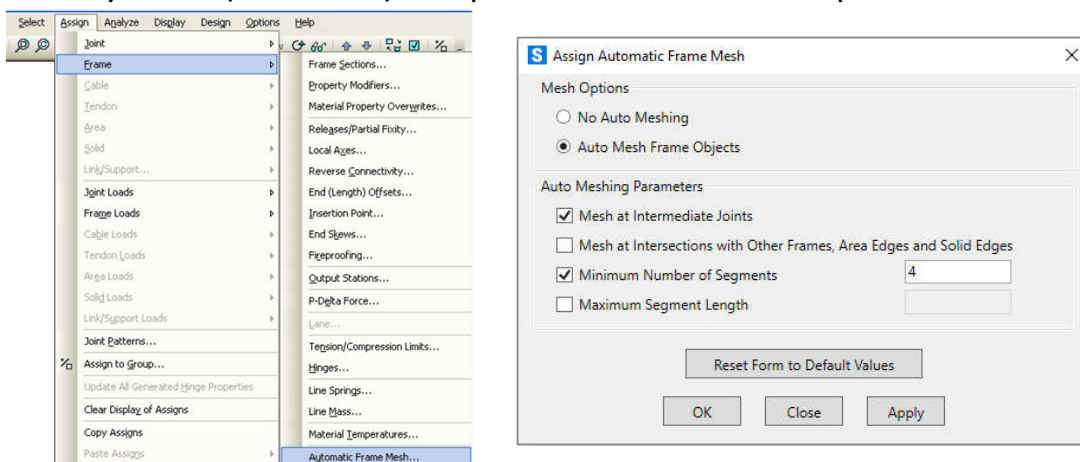 Select Assign Analyze Display Design Options Help
Joint
Frame
Cable
Tendon
Area
Solid
Link/Support...
Joint Loads
Frame Loads
Cable Loads
Tendon Loads
Area Loads
Solid Loads
Link/Support Loads
Joint Patterns...
Assign to Group...
Update All Generated Hinge Properties
Clear Display of Assigns
Copy Assigns
Paste Assigns
Frame Sections...
Property Modifiers...
Material Property Overwrites...
Releases/Partial Fixity...
Local Axes...
Reverse Connectivity...
End (Length) Offsets...
Insertion Point...
End Skews...
Fireproofing...
Output Stations...
P-Delta Force...
Lane...
Tension/Compression Limits...
Hinges...
Line Springs...
Line Mass...
Material Temperatures...
Automatic Frame Mesh...
S Assign Automatic Frame Mesh
Mesh Options
No Auto Meshing
Auto Mesh Frame Objects
Auto Meshing Parameters
Mesh at Intermediate Joints
Mesh at Intersections with Other Frames, Area Edges and Solid Edges
Minimum Number of Segments 4
Maximum Segment Length
Reset Form to Default Values
OK Close Apply